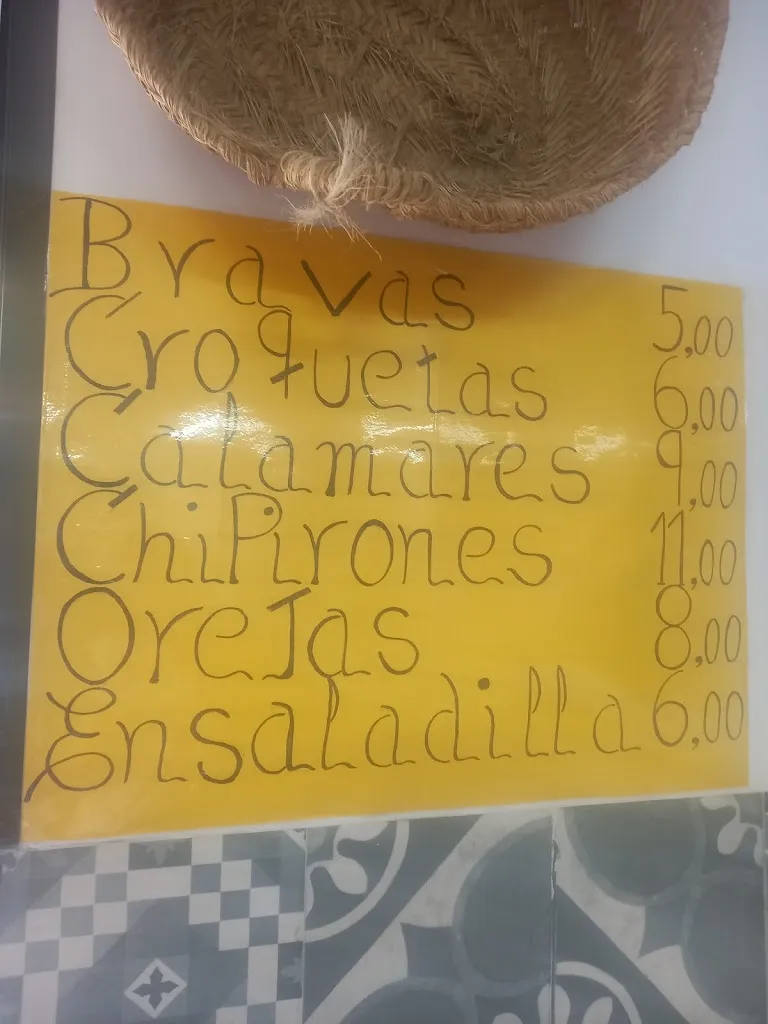 Bravas 5,00
Croquetas 6,00
Calamares 9,00
ChiPirones 11,00
OreJas 8,00
Ensaladilla 6,00